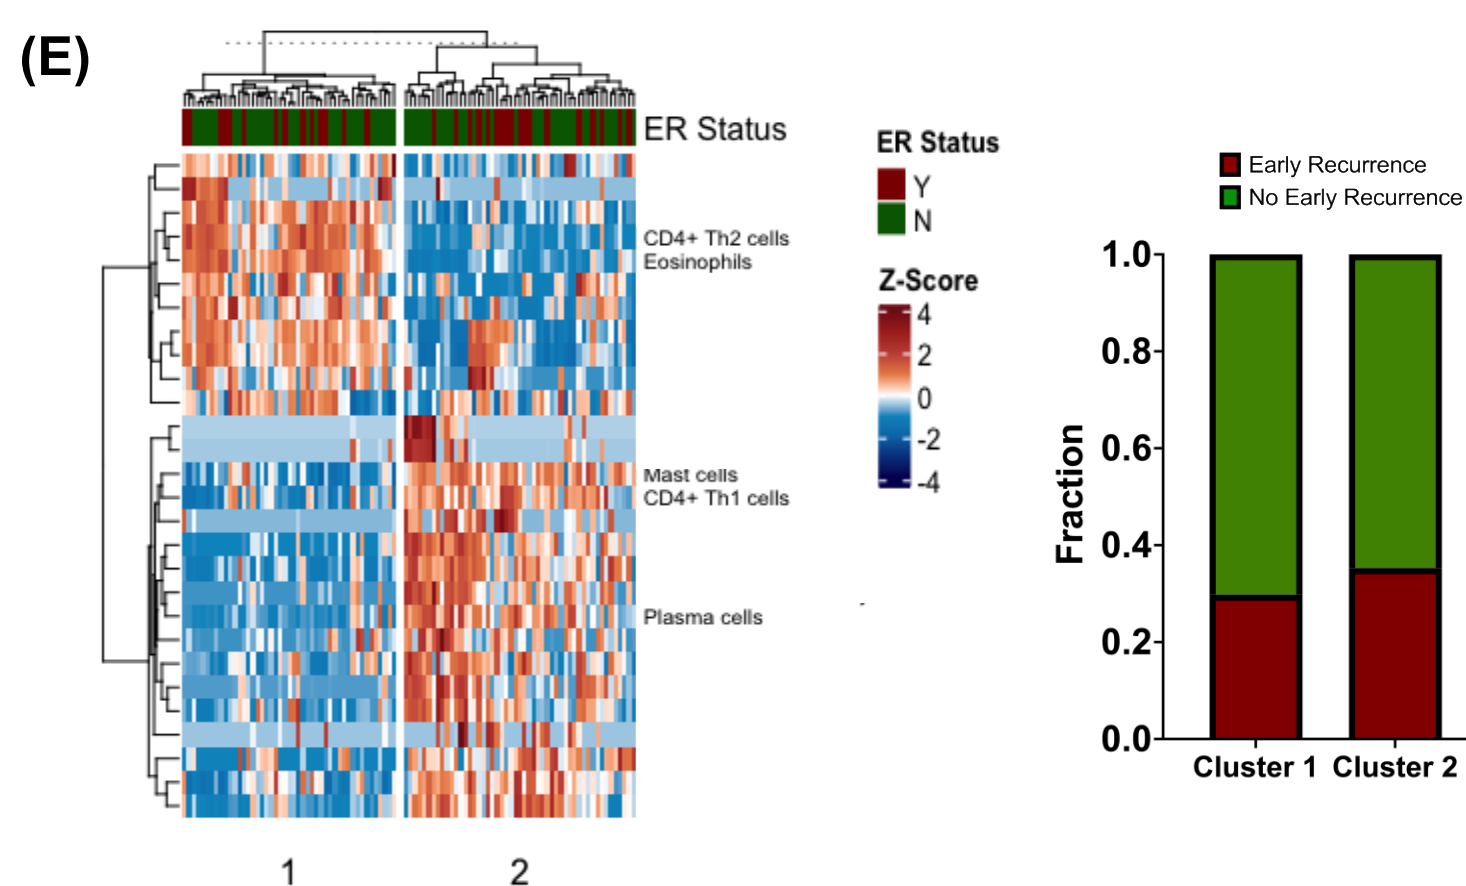 (E)
ER Status
CD4+ Th2 cells
Eosinophils
Mast cells
CD4+ Th1 cells
Plasma cells
1
2
ER Status
Y
N
Z-Score
4
2
0
-2
-4
Early Recurrence
No Early Recurrence
Fraction
1.0
0.8
0.6
0.4
0.2
0.0
Cluster 1
Cluster 2